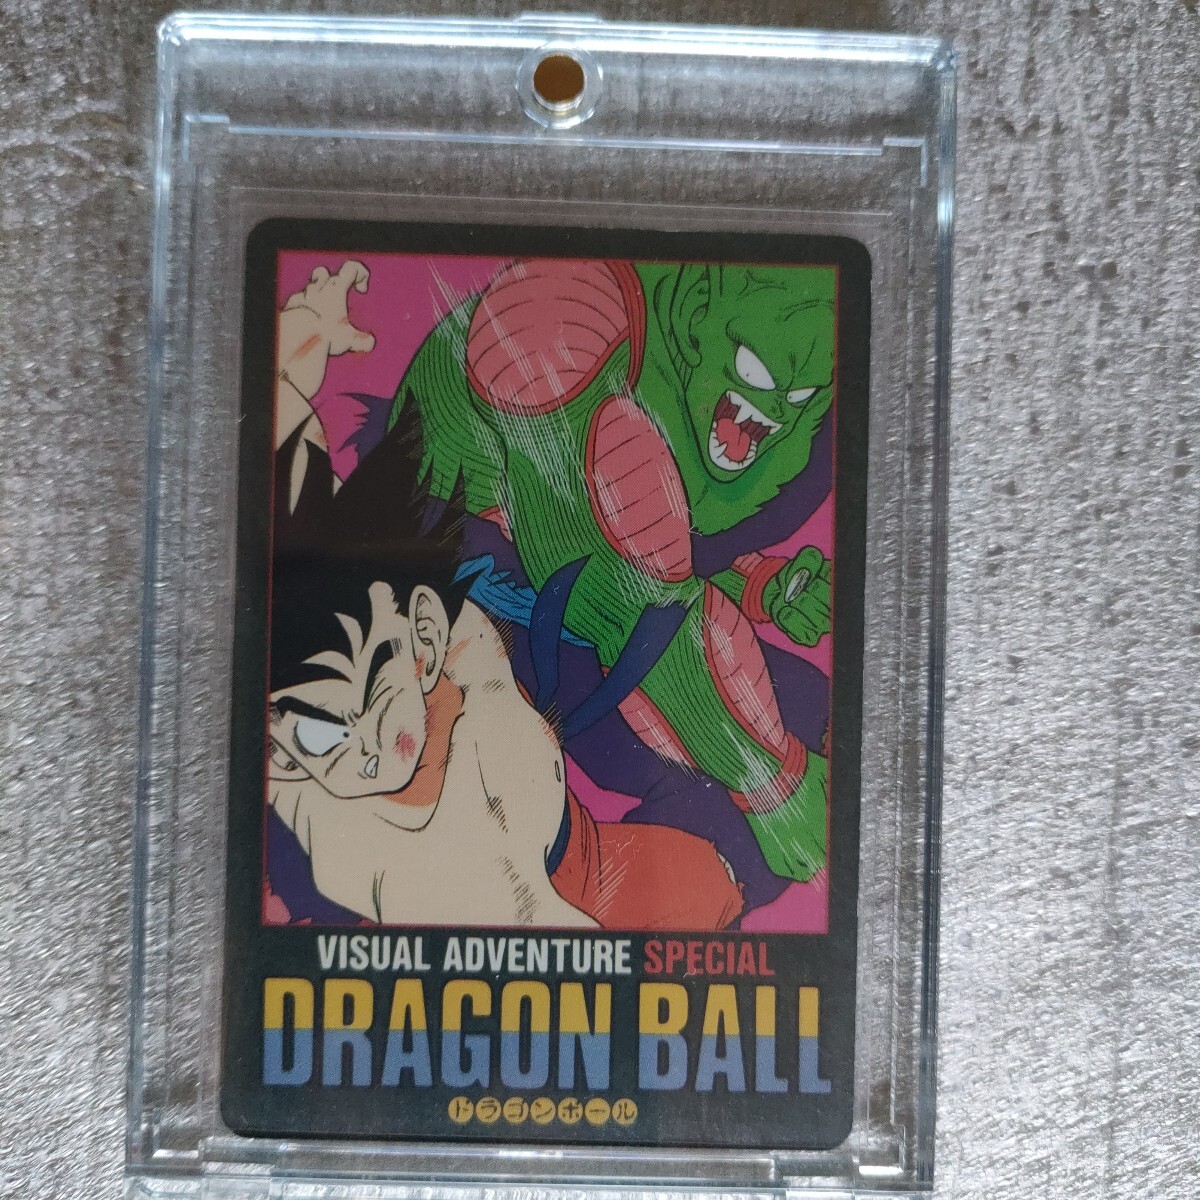 VISUAL ADVENTURE SPECIAL
DRAGON BALL
ドラゴンボール